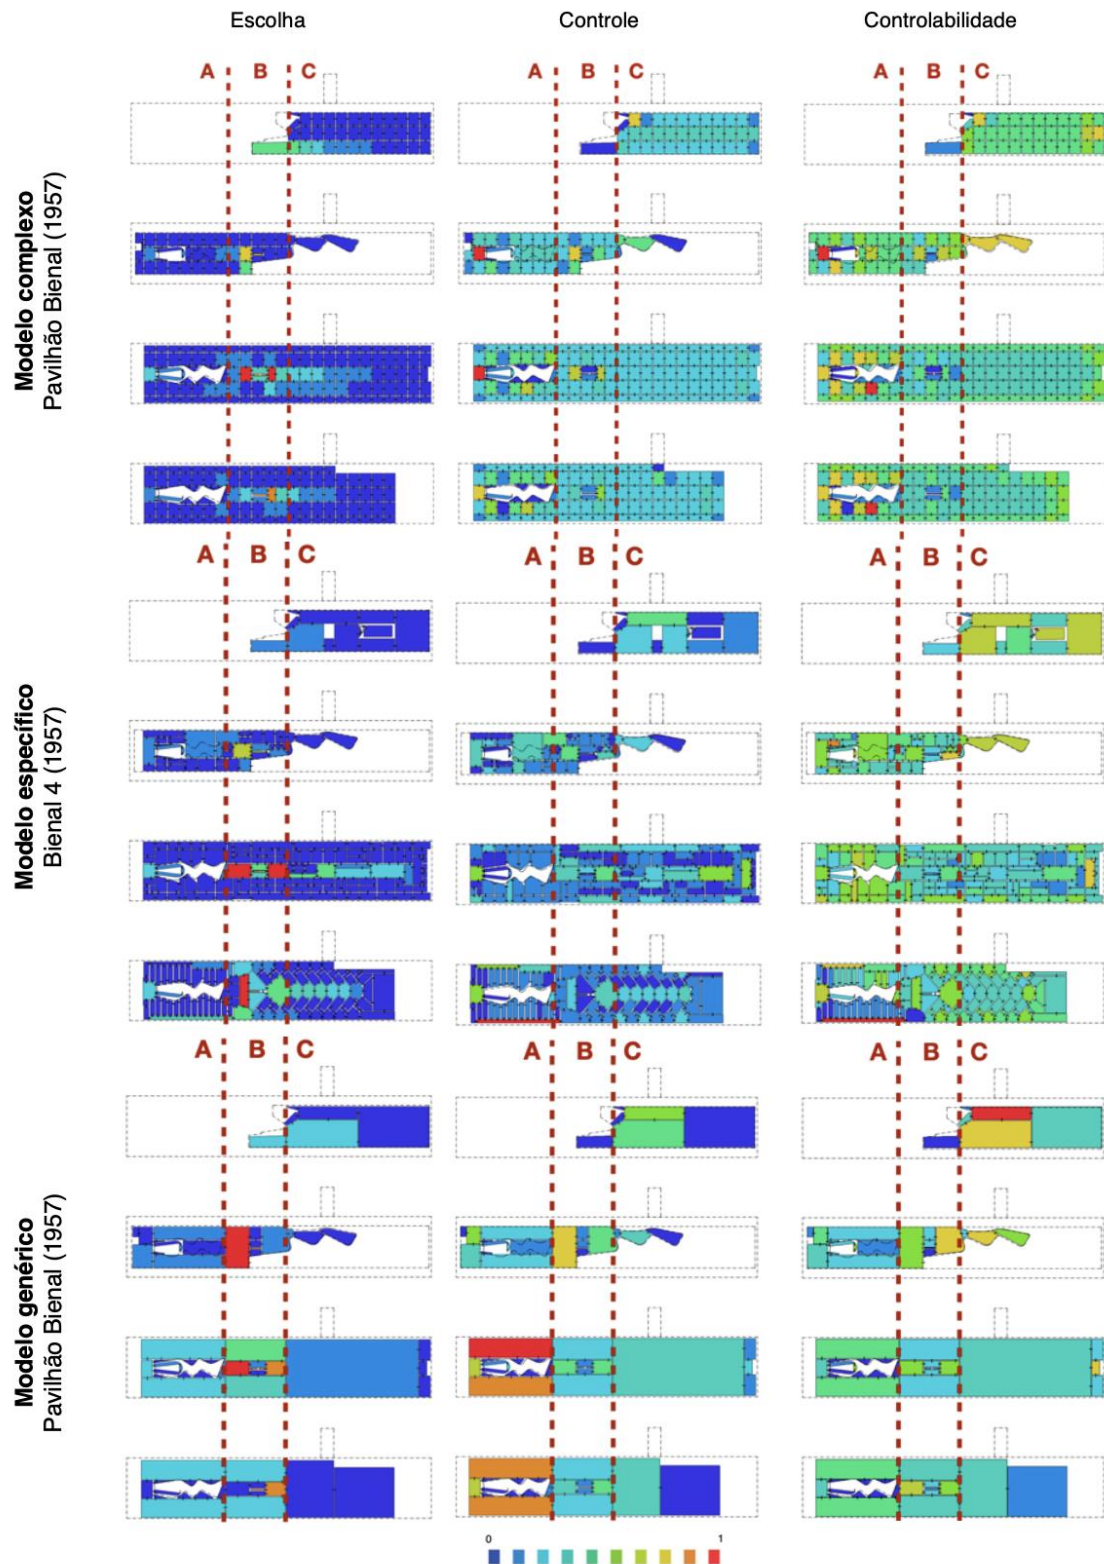 Escolha Controle Controlabilidade
A B C A B C A B C
Modelo complexo
Pavilhão Bienal (1957)
A B C A B C A B C
Modelo específico
Bienal 4 (1957)
A B C A B C A B C
Modelo genérico
Pavilhão Bienal (1957)
0 1